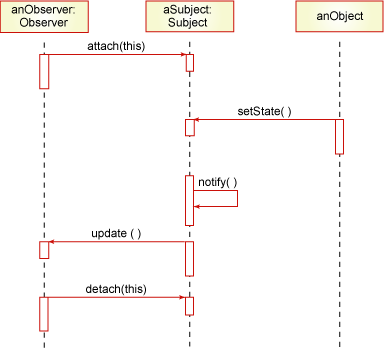 anObserver:
Observer
aSubject:
Subject
anObject
attach(this)
setState( )
notify( )
update ( )
detach(this)